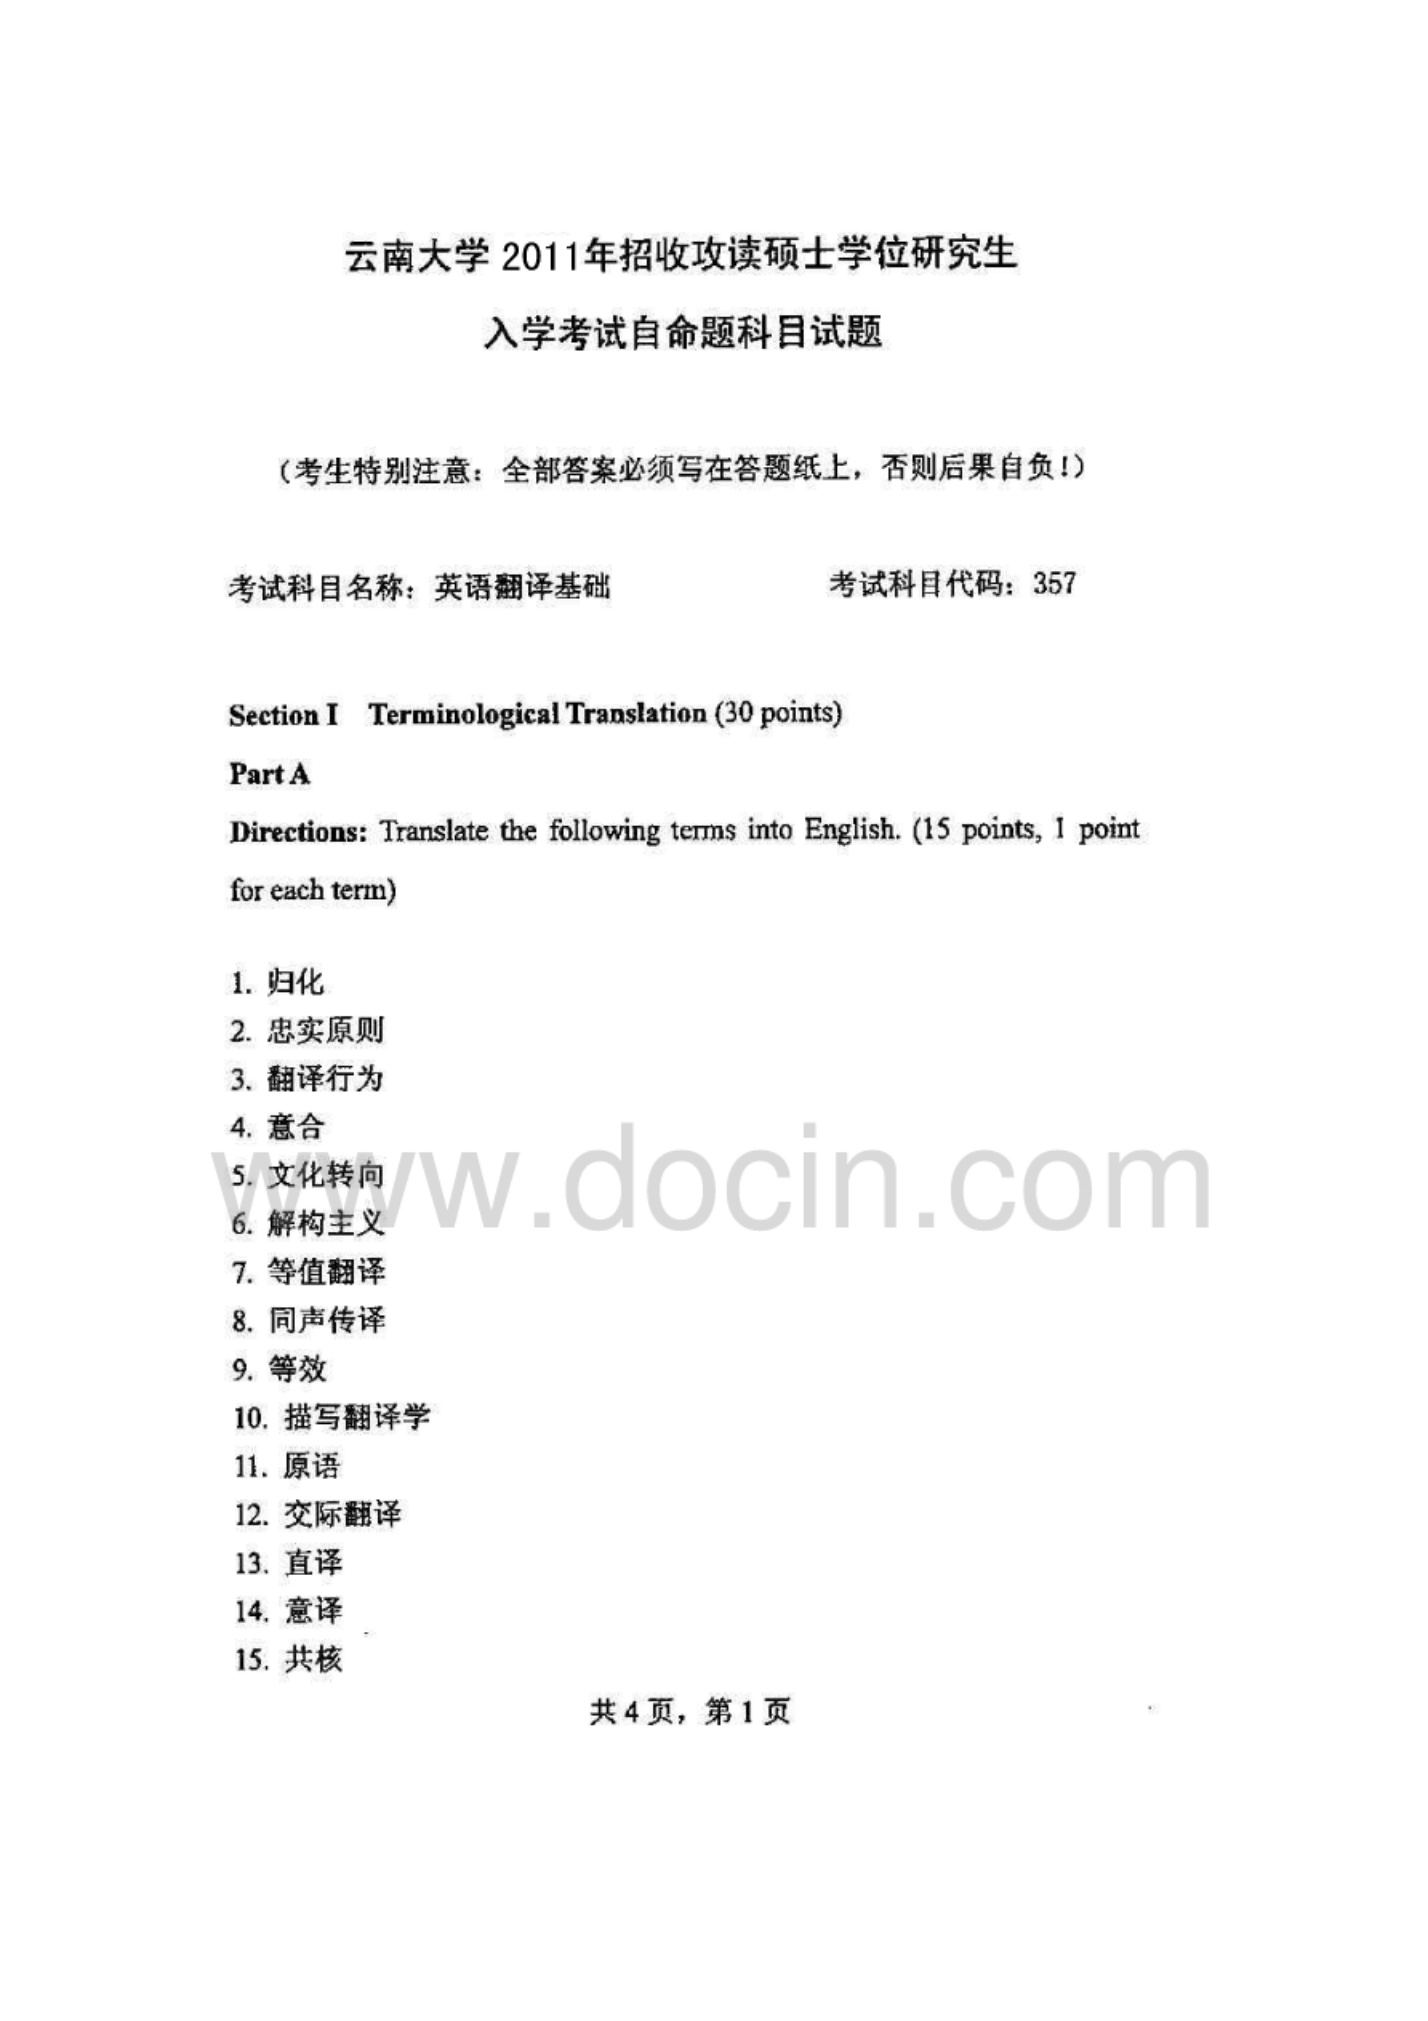 云南大学 2011年招收攻读硕士学位研究生
入学考试自命题科目试题
（考生特别注意：全部答案必须写在答题纸上，否则后果自负！）
考试科目名称：英语翻译基础 考试科目代码：357
Section I Terminological Translation (30 points)
Part A
Directions: Translate the following terms into English. (15 points, 1 point
for each term)
1. 归化
2. 忠实原则
3. 翻译行为
4. 意合
5. 文化转向
6. 解构主义
7. 等值翻译
8. 同声传译
9. 等效
10. 描写翻译学
11. 原语
12. 交际翻译
13. 直译
14. 意译
15. 共核
共 4 页，第 1 页
www.docin.com